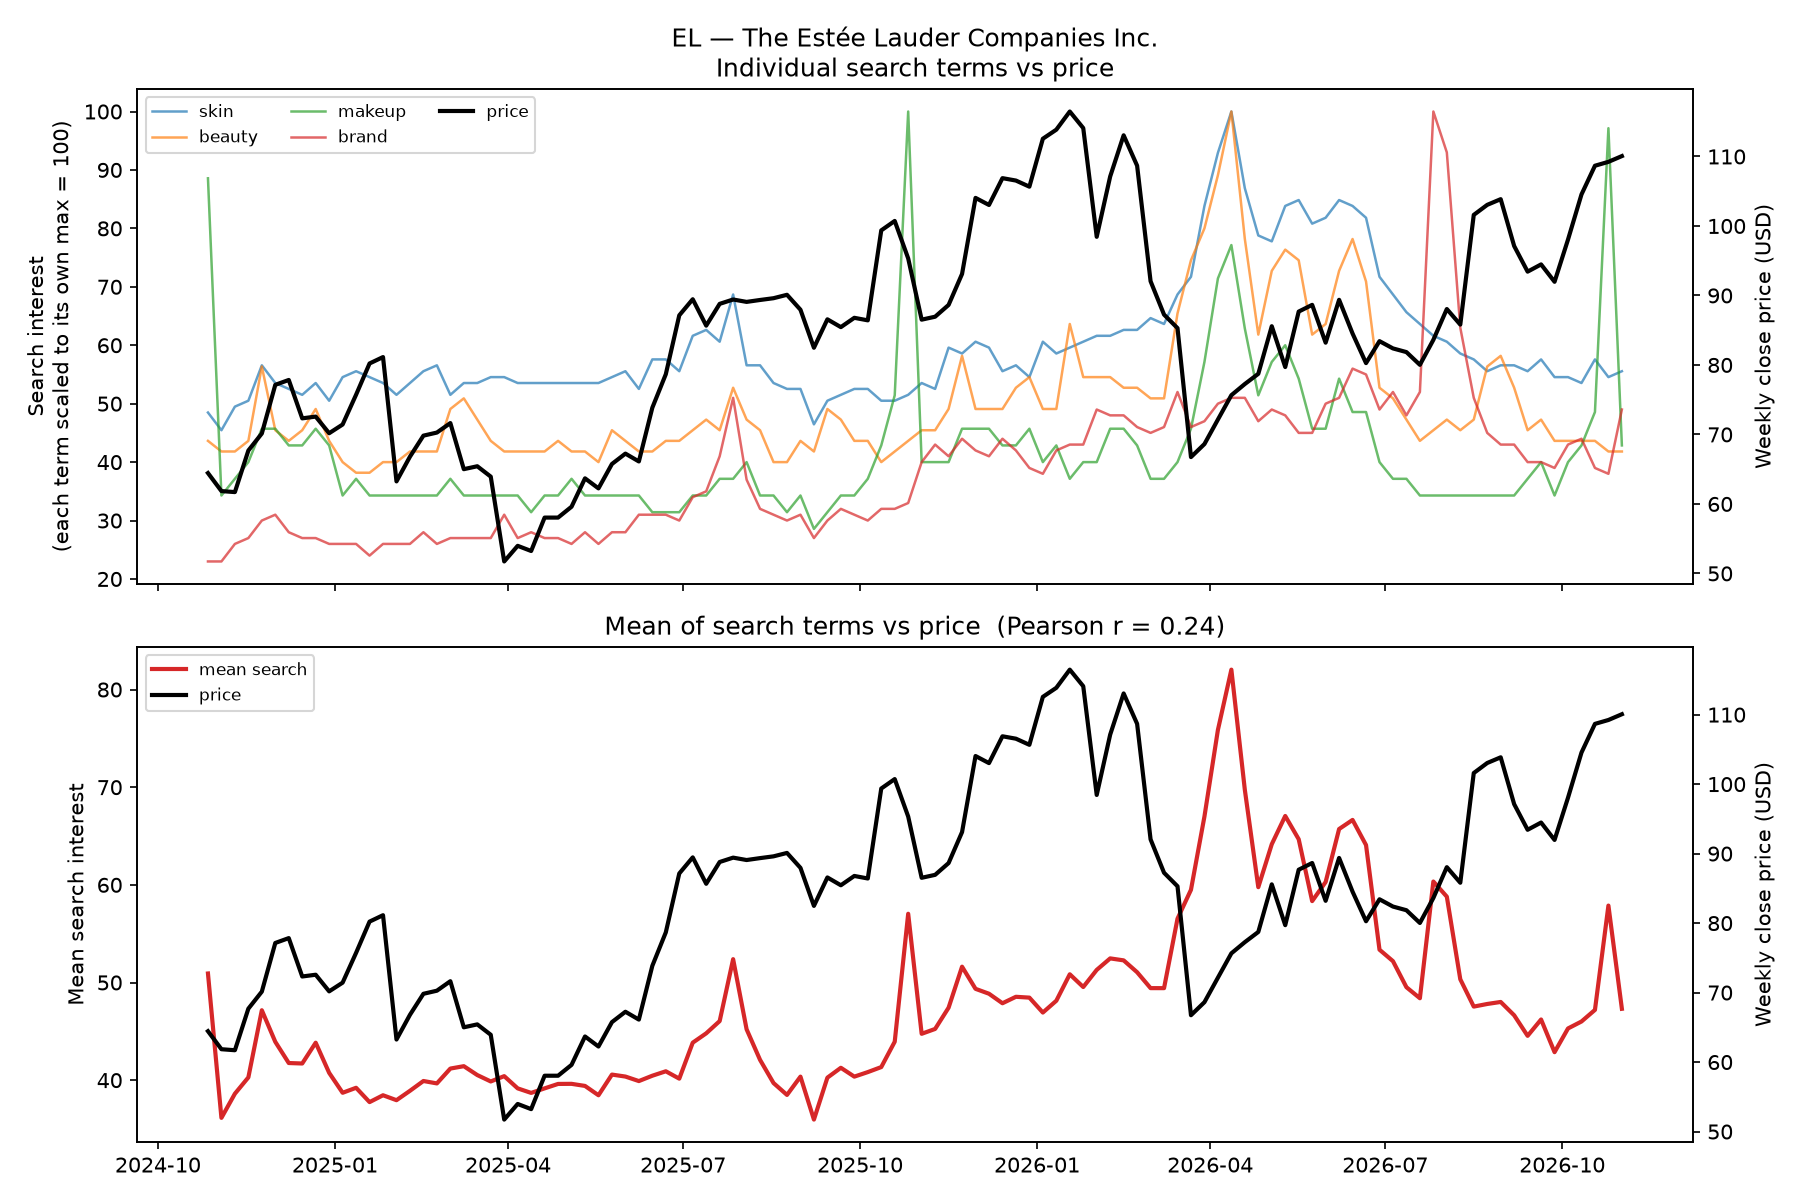 EL — The Estée Lauder Companies Inc.
Individual search terms vs price
skin
beauty
makeup
brand
price
100
90
80
70
60
50
40
30
20
Search interest
(each term scaled to its own max = 100)
110
100
90
80
70
60
50
Weekly close price (USD)
Mean of search terms vs price (Pearson r = 0.24)
mean search
price
80
70
60
50
40
Mean search interest
110
100
90
80
70
60
50
Weekly close price (USD)
2024-10
2025-01
2025-04
2025-07
2025-10
2026-01
2026-04
2026-07
2026-10